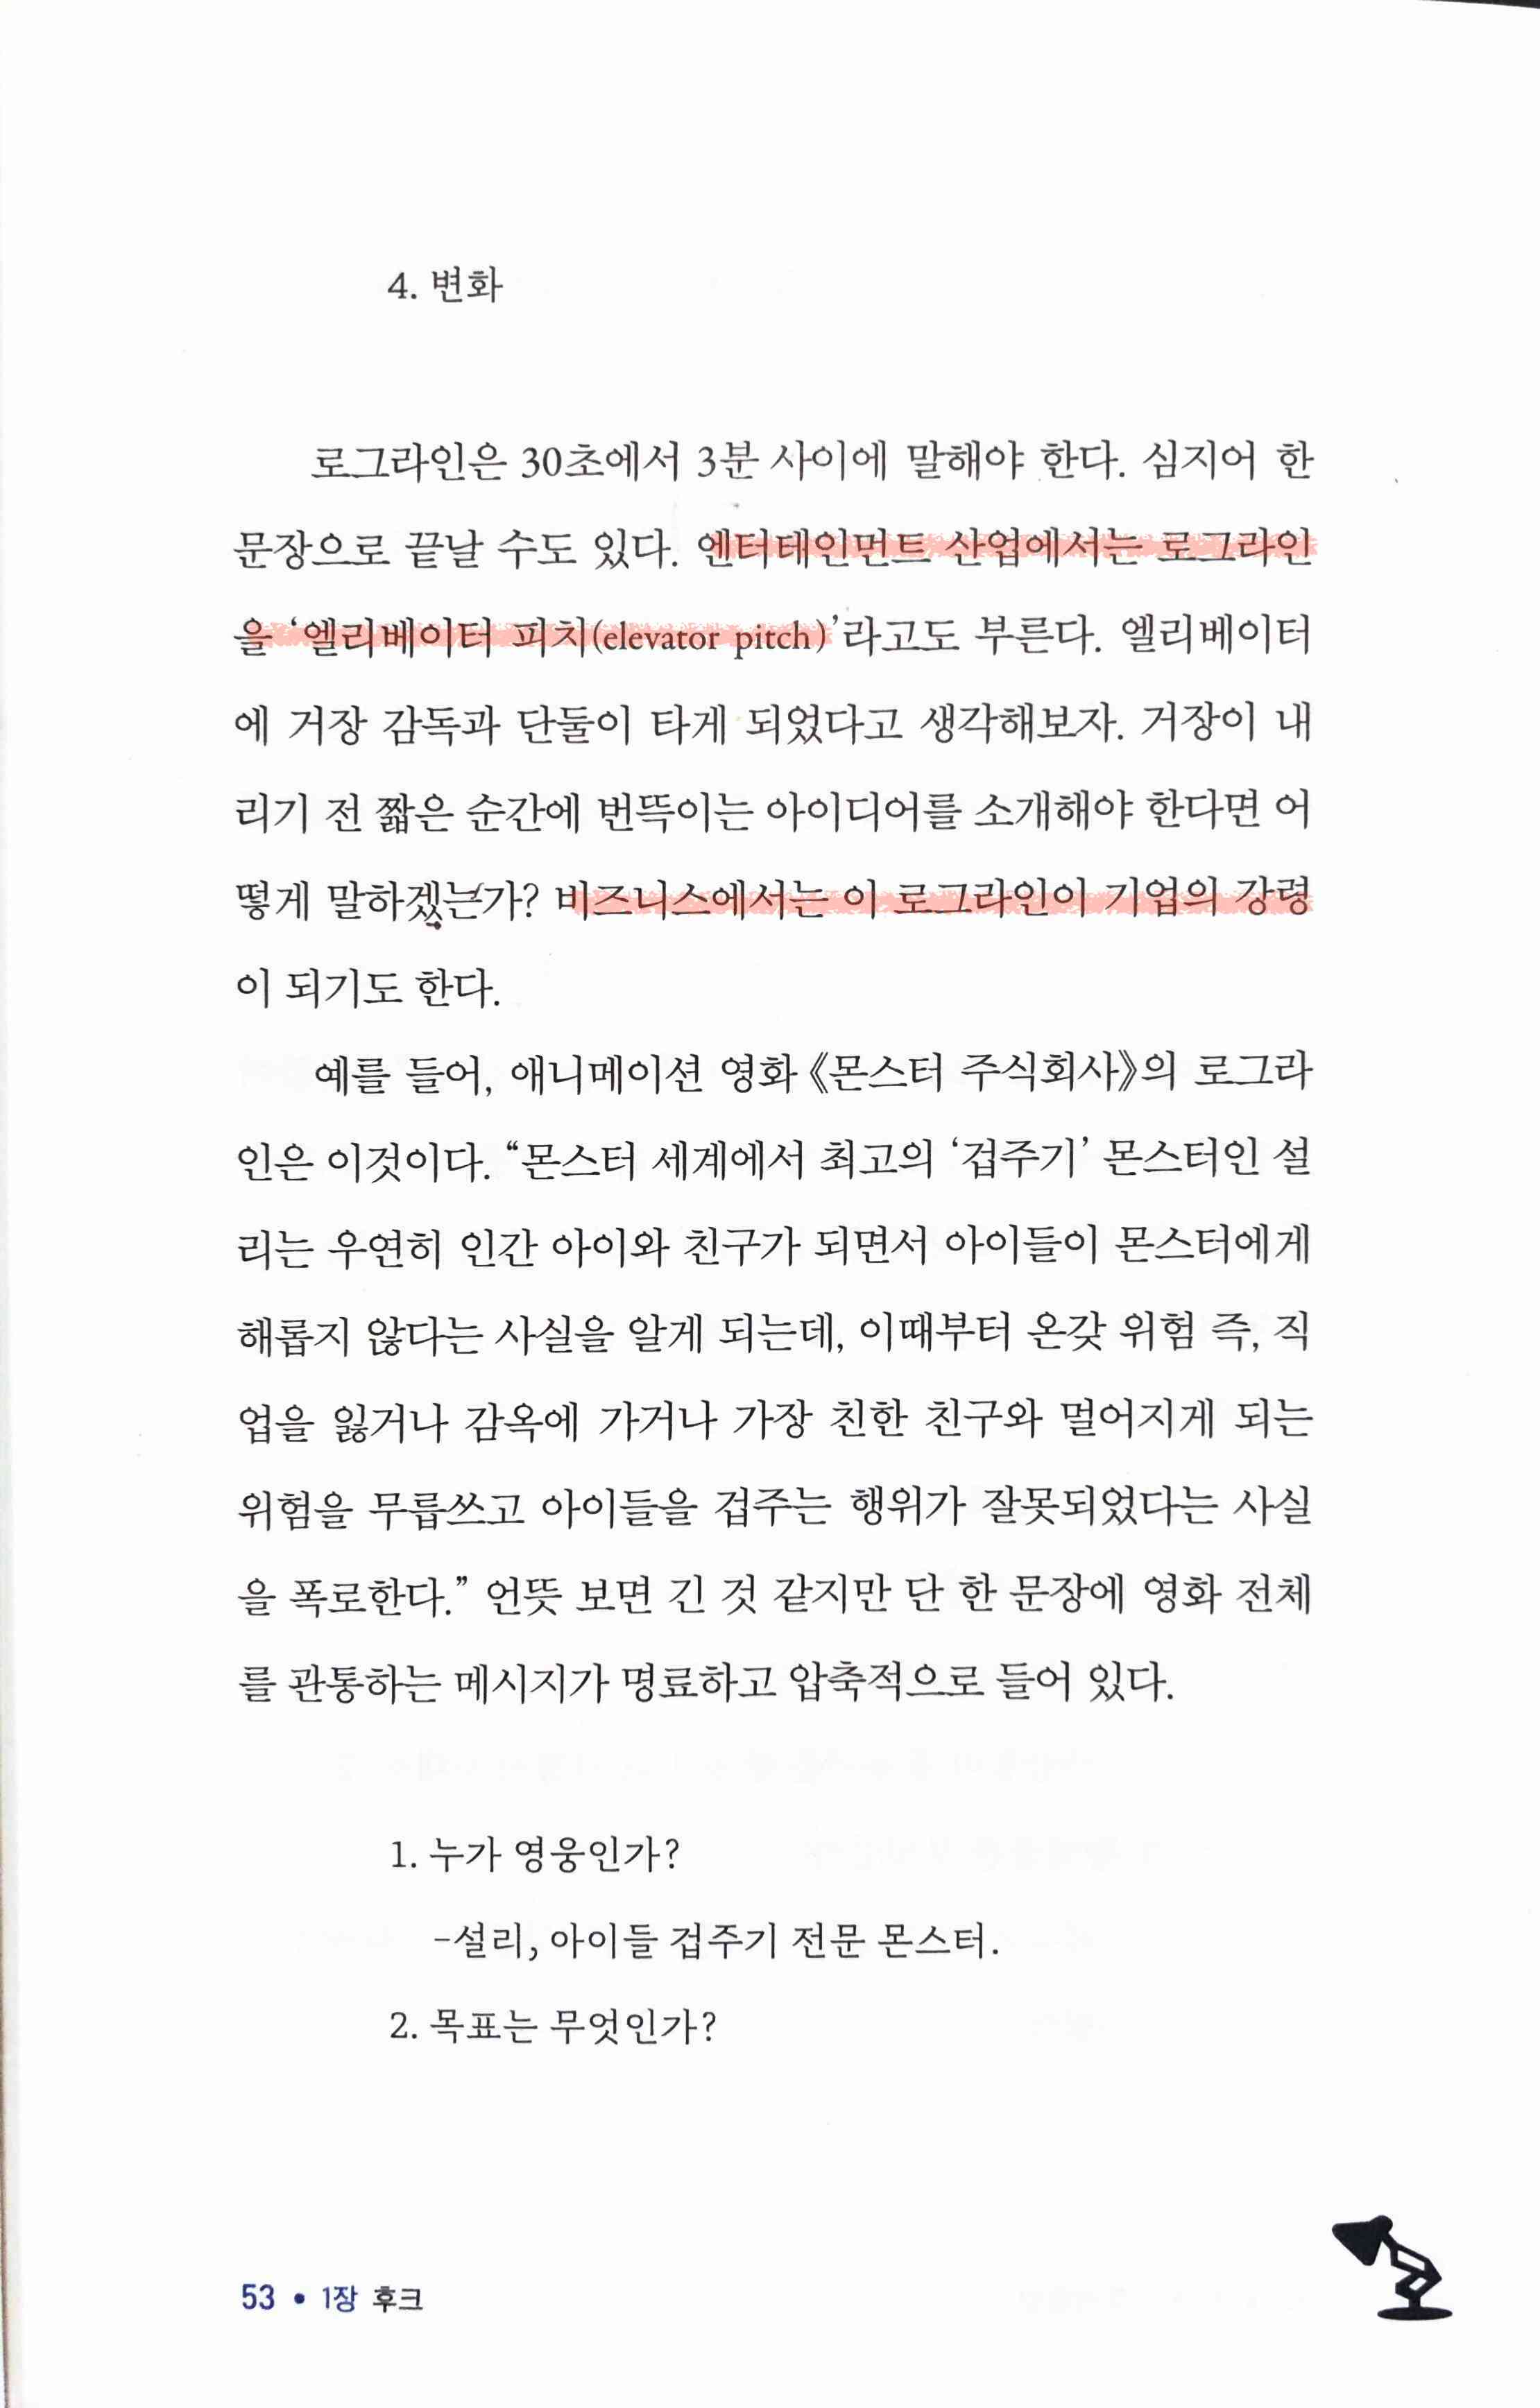 4. 변화
로그라인은 30초에서 3분 사이에 말해야 한다. 심지어 한
문장으로 끝날 수도 있다. 엔터테인먼트 산업에서는 로그라인
을 ‘엘리베이터 피치(elevator pitch)’라고도 부른다. 엘리베이터
에 거장 감독과 단둘이 타게 되었다고 생각해보자. 거장이 내
리기 전 짧은 순간에 번뜩이는 아이디어를 소개해야 한다면 어
떻게 말하겠는가? 비즈니스에서는 이 로그라인이 기업의 강령
이 되기도 한다.
예를 들어, 애니메이션 영화 《몬스터 주식회사》의 로그라
인은 이것이다. “몬스터 세계에서 최고의 ‘겁주기’ 몬스터인 설
리는 우연히 인간 아이와 친구가 되면서 아이들이 몬스터에게
해롭지 않다는 사실을 알게 되는데, 이때부터 온갖 위험 즉, 직
업을 잃거나 감옥에 가거나 가장 친한 친구와 멀어지게 되는
위험을 무릅쓰고 아이들을 겁주는 행위가 잘못되었다는 사실
을 폭로한다.” 언뜻 보면 긴 것 같지만 단 한 문장에 영화 전체
를 관통하는 메시지가 명료하고 압축적으로 들어 있다.
1. 누가 영웅인가?
-설리, 아이들 겁주기 전문 몬스터.
2. 목표는 무엇인가?
53 • 1장 후크